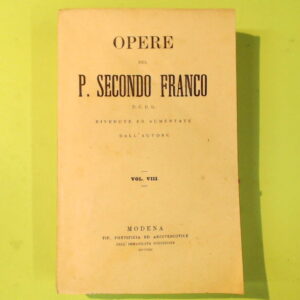 OPERE
DEL
P. SECONDO FRANCO
D. C. D. G.
RIVEDUTE ED AUMENTATE
DALL'AUTORE
VOL. VIII
MODENA
TIP. PONTIFICIA ED ARCIVESCOVILE
DELL'IMMACOLATA CONCEZIONE